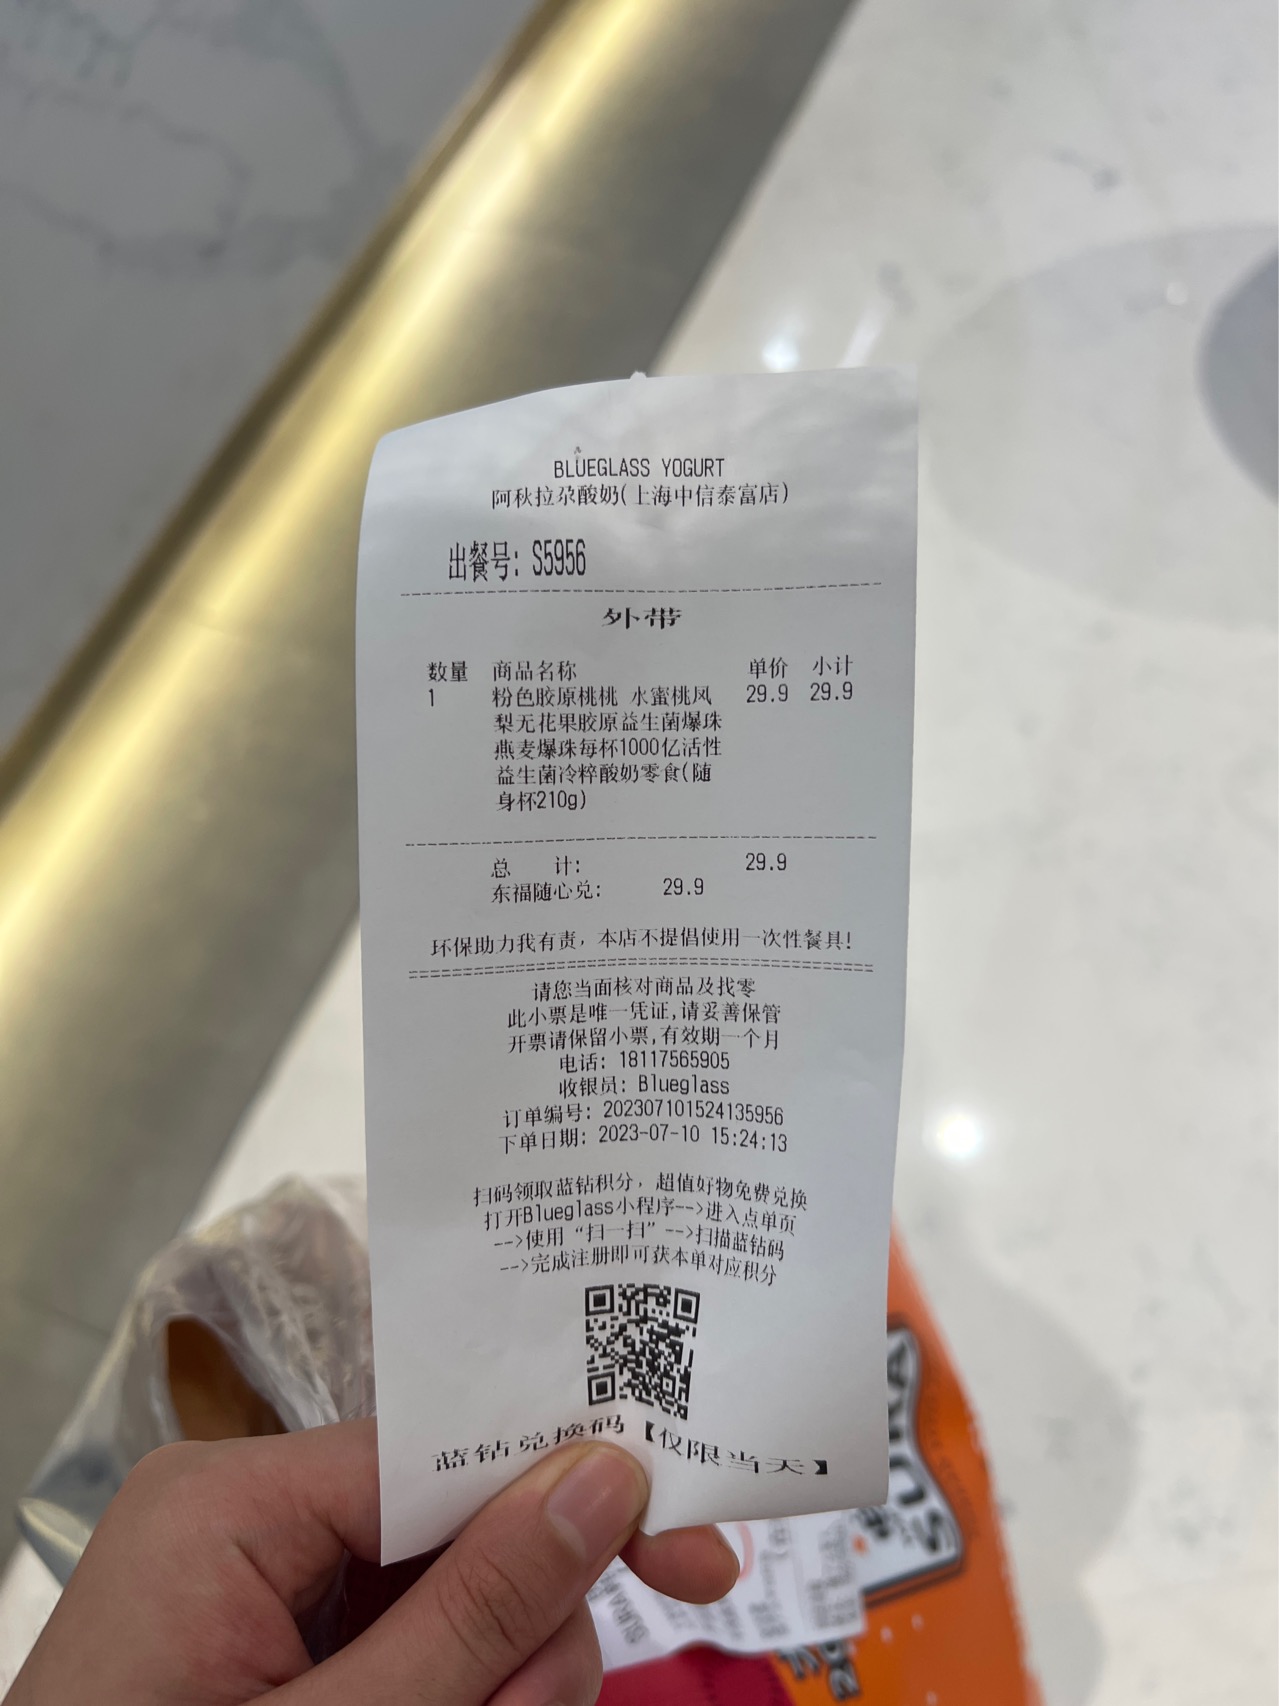 BLUEGLASS YOGURT
阿秋拉尕酸奶(上海中信泰富店)
出餐号: S5956
外带
数量 商品名称 单价 小计
1 粉色胶原桃桃 水蜜桃凤 29.9 29.9
梨无花果胶原益生菌爆珠
燕麦爆珠每杯1000亿活性
益生菌冷粹酸奶零食(随
身杯210g)
总 计: 29.9
东福随心兑: 29.9
环保助力我有责，本店不提倡使用一次性餐具!
请您当面核对商品及找零
此小票是唯一凭证,请妥善保管
开票请保留小票,有效期一个月
电话: 18117565905
收银员: Blueglass
订单编号: 202307101524135956
下单日期: 2023-07-10 15:24:13
扫码领取蓝钻积分，超值好物免费兑换
打开Blueglass小程序-->进入点单页
-->使用“扫一扫”-->扫描蓝钻码
-->完成注册即可获本单对应积分
蓝钻兑换码【仅限当天】